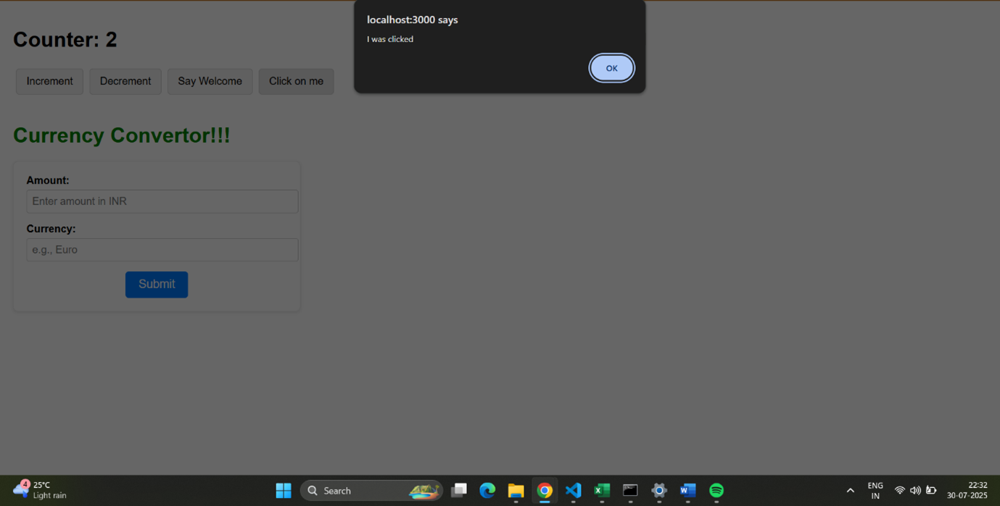 localhost:3000 says
I was clicked
OK
Counter: 2
Increment Decrement Say Welcome Click on me
Currency Convertor!!!
Amount:
Enter amount in INR
Currency:
e.g., Euro
Submit
4
25°C
Light rain
Search
ENG
IN
22:32
30-07-2025